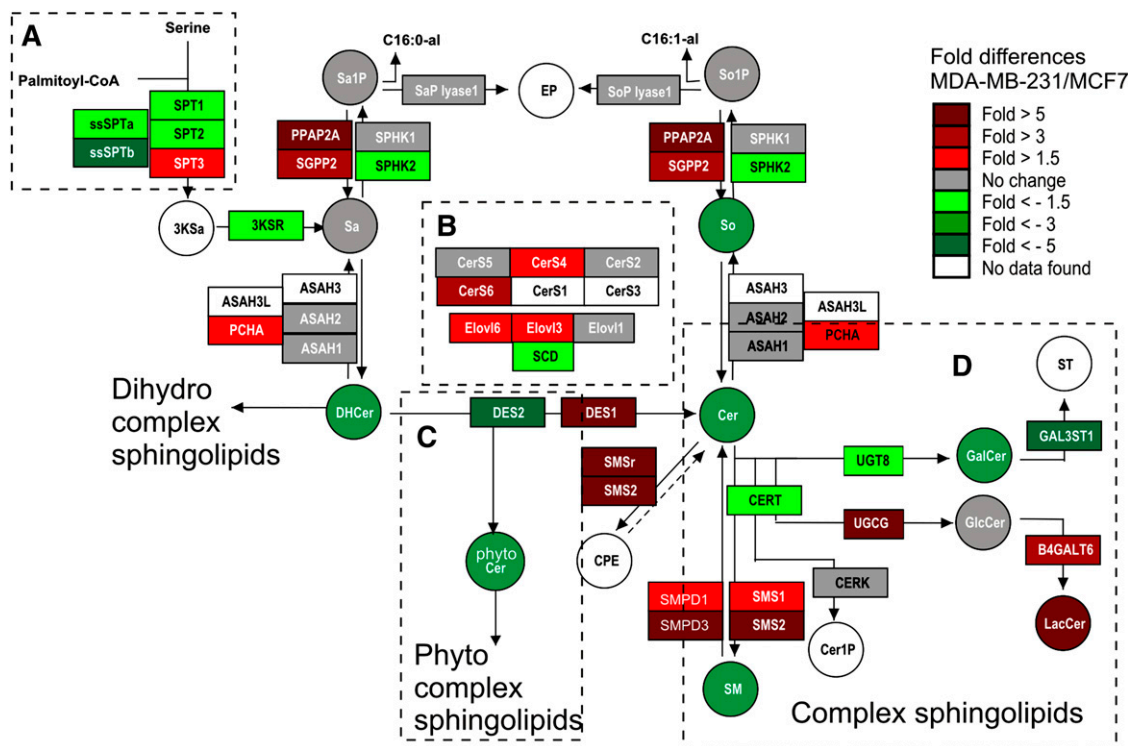 A
Serine
Palmitoyl-CoA
SPT1
ssSPTa
SPT2
ssSPTb
SPT3
3KSa
3KSR
Sa
C16:0-al
Sa1P
SaP lyase1
EP
SoP lyase1
C16:1-al
So1P
PPAP2A
SPHK1
SGPP2
SPHK2
PPAP2A
SPHK1
SGPP2
SPHK2
So
Fold differences
MDA-MB-231/MCF7
Fold > 5
Fold > 3
Fold > 1.5
No change
Fold < - 1.5
Fold < - 3
Fold < - 5
No data found
B
CerS5
CerS4
CerS2
CerS6
CerS1
CerS3
Elovl6
Elovl3
Elovl1
SCD
ASAH3
ASAH3L
ASAH2
PCHA
ASAH1
ASAH3
ASAH3L
ASAH2
PCHA
ASAH1
Dihydro
complex
sphingolipids
DHCer
DES2
DES1
Cer
C
phyto
Cer
Phyto
complex
sphingolipids
SMSr
SMS2
CPE
D
ST
GAL3ST1
UGT8
GalCer
CERT
UGCG
GlcCer
B4GALT6
CERK
LacCer
SMPD1
SMS1
SMPD3
SMS2
Cer1P
SM
Complex sphingolipids